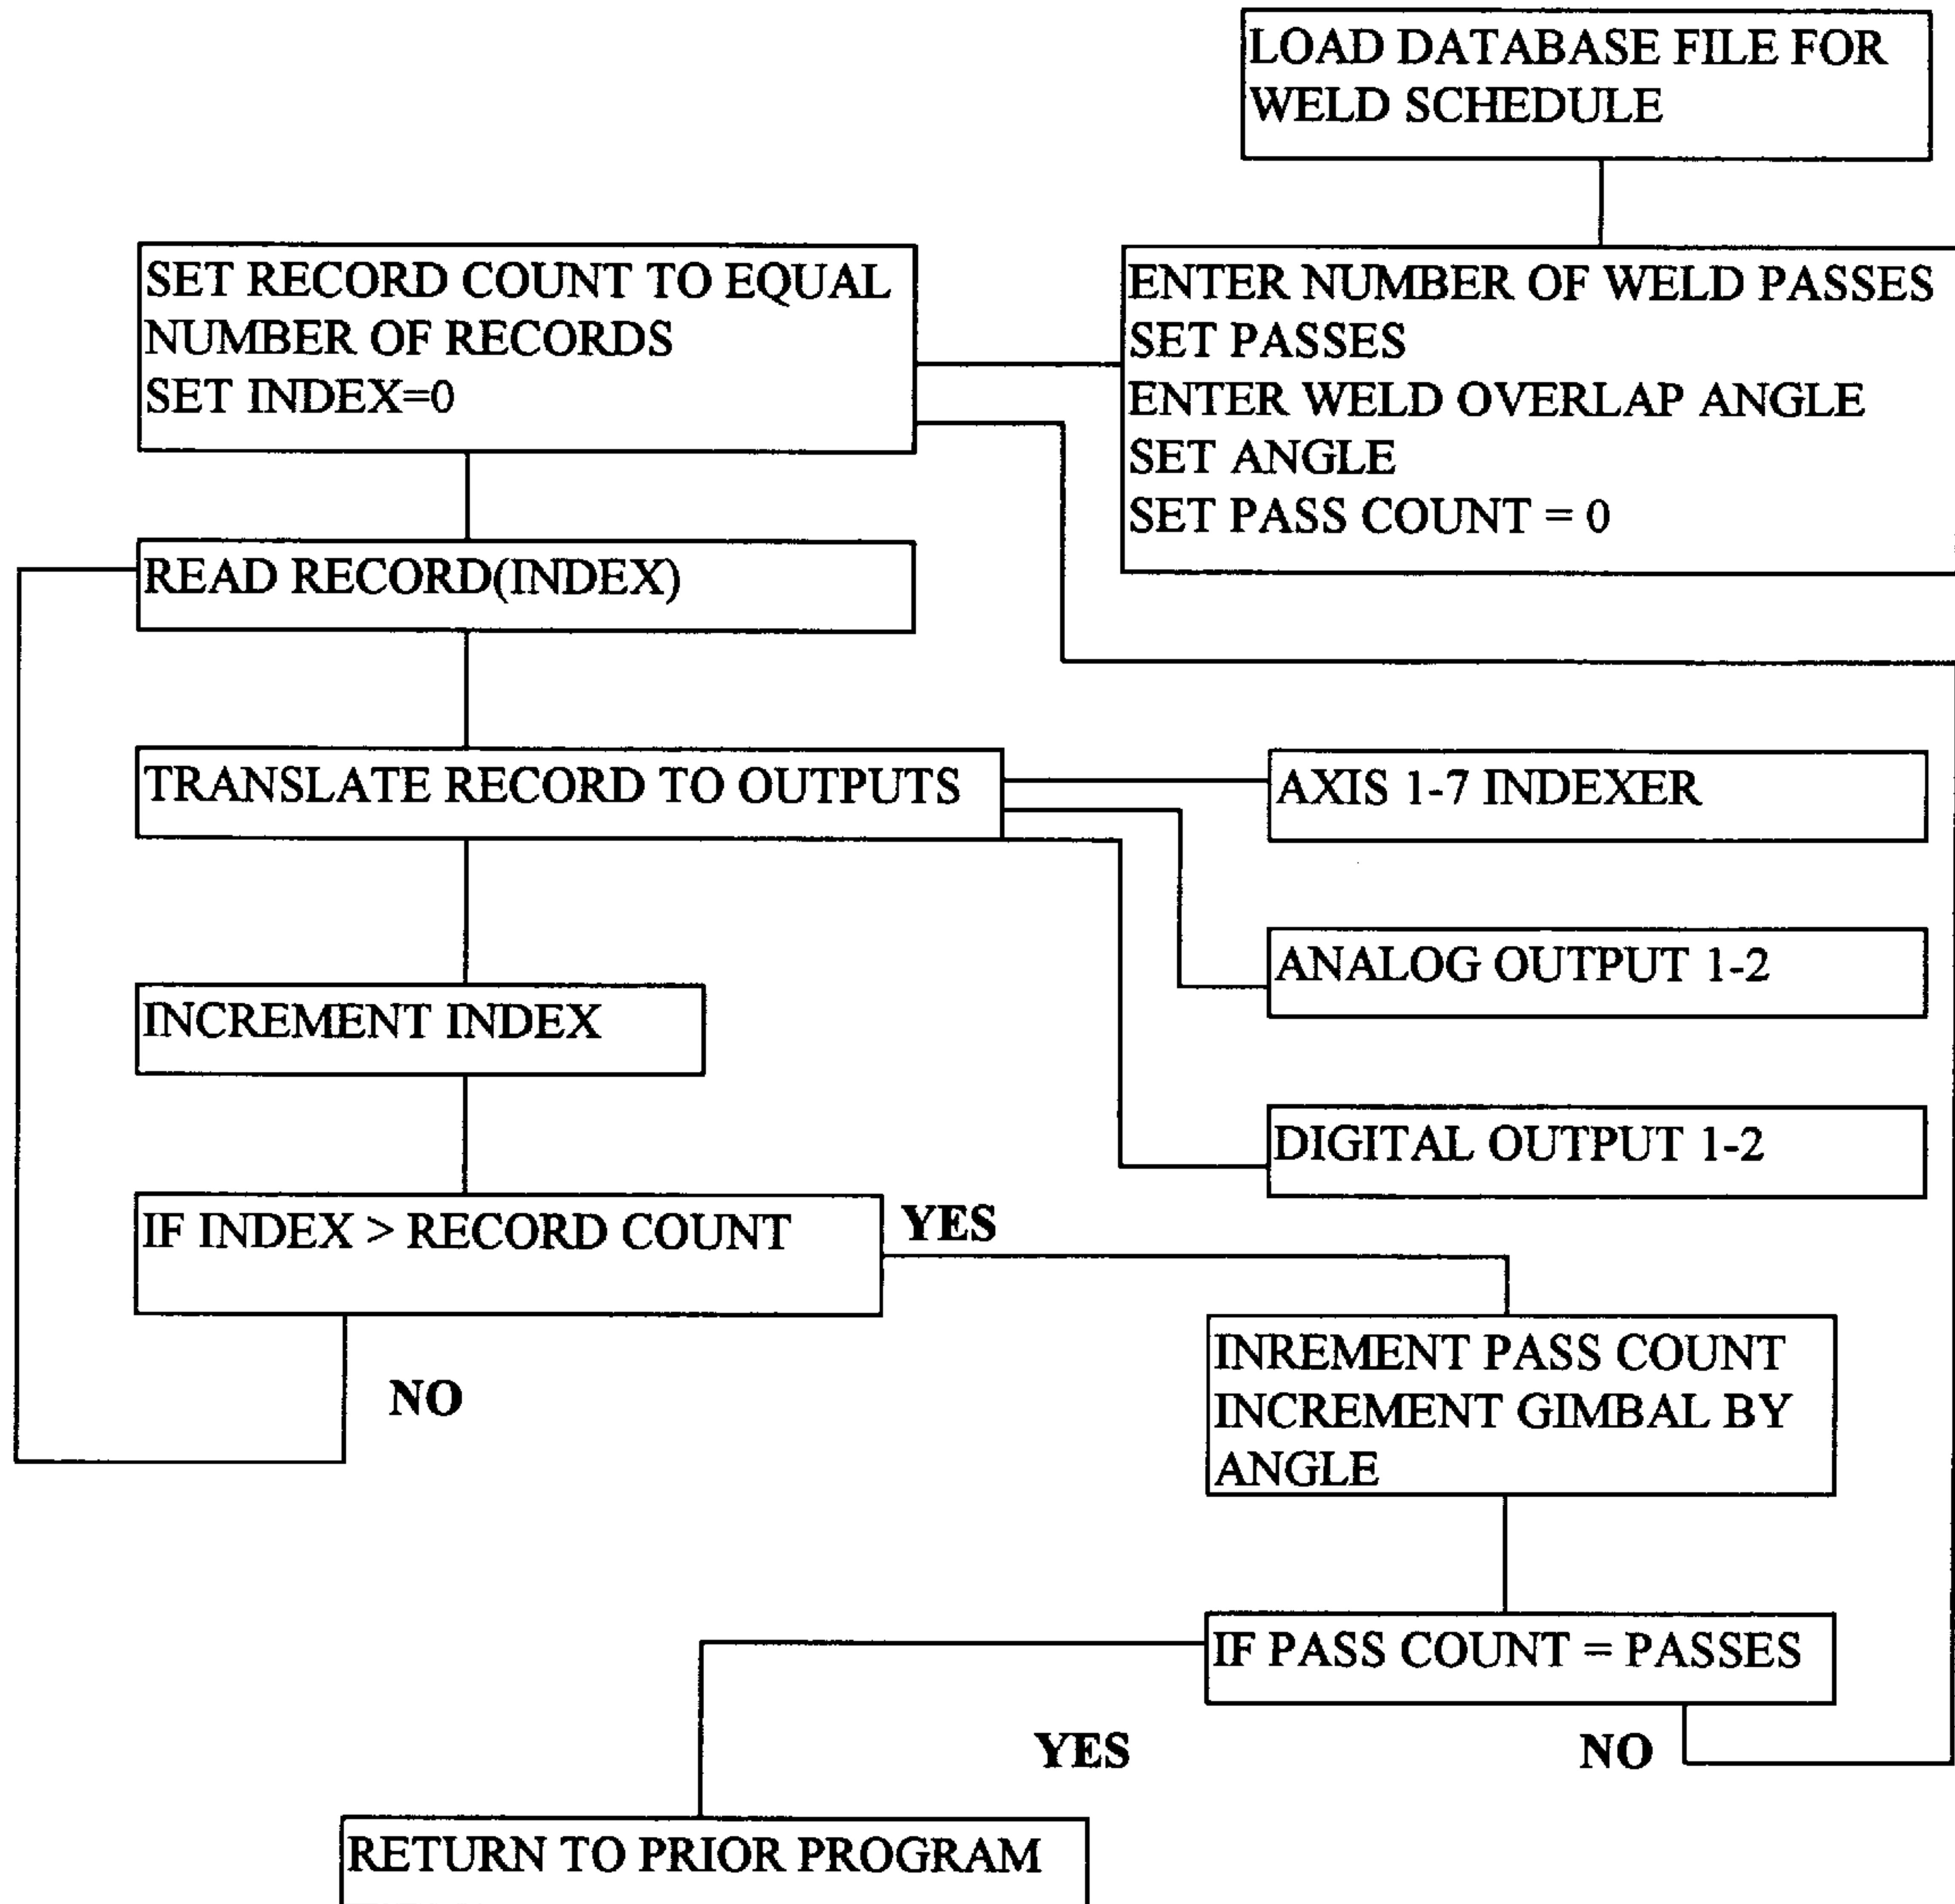 LOAD DATABASE FILE FOR
WELD SCHEDULE
ENTER NUMBER OF WELD PASSES
SET PASSES
ENTER WELD OVERLAP ANGLE
SET ANGLE
SET PASS COUNT = 0
SET RECORD COUNT TO EQUAL
NUMBER OF RECORDS
SET INDEX=0
READ RECORD(INDEX)
TRANSLATE RECORD TO OUTPUTS
AXIS 1-7 INDEXER
ANALOG OUTPUT 1-2
DIGITAL OUTPUT 1-2
INCREMENT INDEX
IF INDEX > RECORD COUNT
YES
NO
INREMENT PASS COUNT
INCREMENT GIMBAL BY
ANGLE
IF PASS COUNT = PASSES
YES
NO
RETURN TO PRIOR PROGRAM